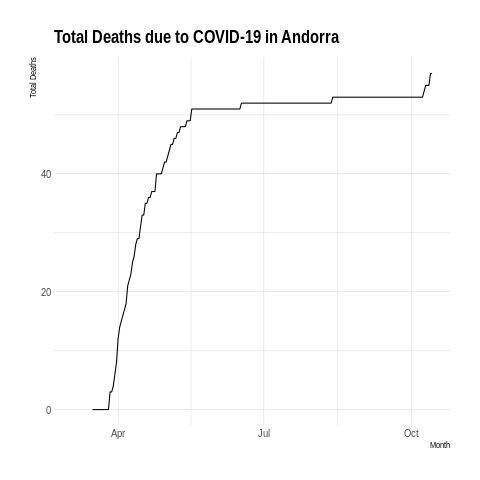 Total Deaths due to COVID-19 in Andorra
Total Deaths
40
20
0
Apr Jul Oct
Month